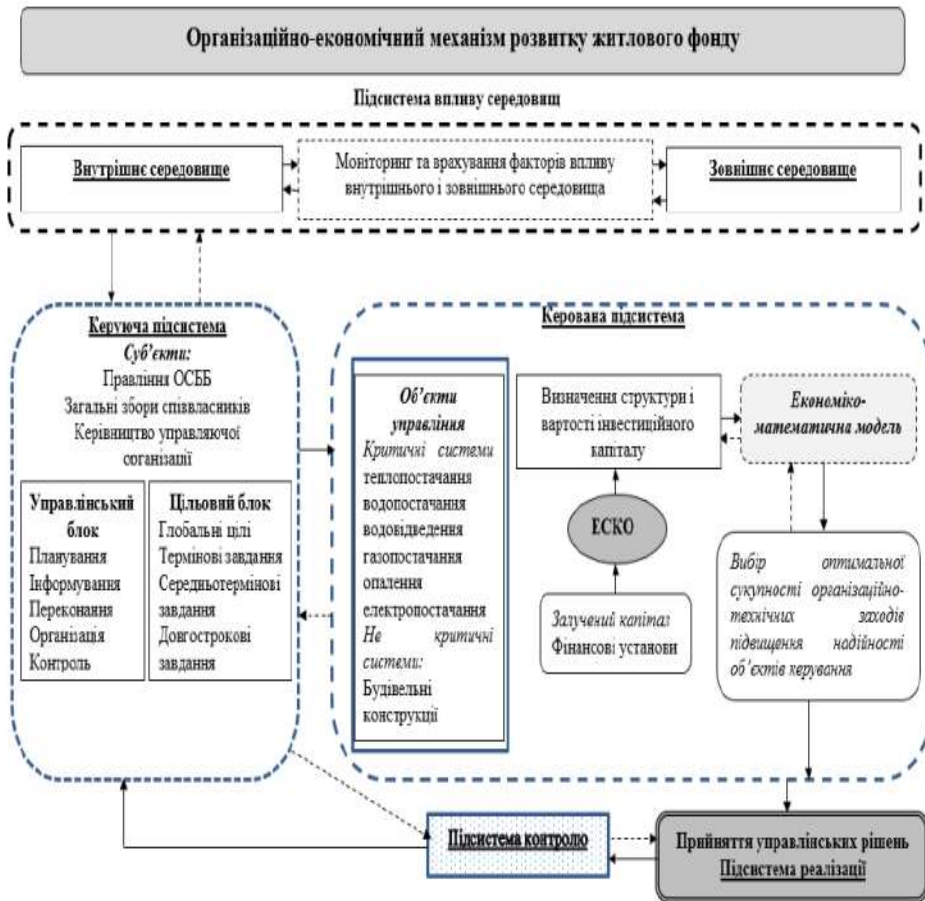 Організаційно-економічний механізм розвитку житлового фонду
Підсистема впливу середовищ
Внутрішнє середовище
Моніторинг та врахування факторів впливу
внутрішнього і зовнішнього середовища
Зовнішнє середовище
Керуюча підсистема
Суб’єкти:
Правління ОСББ
Загальні збори співвласників
Керівництво управляючої
організації
Управлінський
блок
Планування
Інформування
Переконання
Організація
Контроль
Цільовий блок
Глобальні цілі
Термінові завдання
Середньотермінові
завдання
Довгострокові
завдання
Керована підсистема
Об’єкти
управління
Критичні системи
теплопостачання
водопостачання
водовідведення
газопостачання
опалення
електропостачання
Не критичні
системи:
Будівельні
конструкції
Визначення структури і
вартості інвестиційного
капіталу
ЕСКО
Залучений капітал
Фінансові установи
Економіко-
математична модель
Вибір оптимальної
сукупності організаційно-
технічних заходів
підвищення надійності
об’єктів керування
Підсистема контролю
Прийняття управлінських рішень
Підсистема реалізації